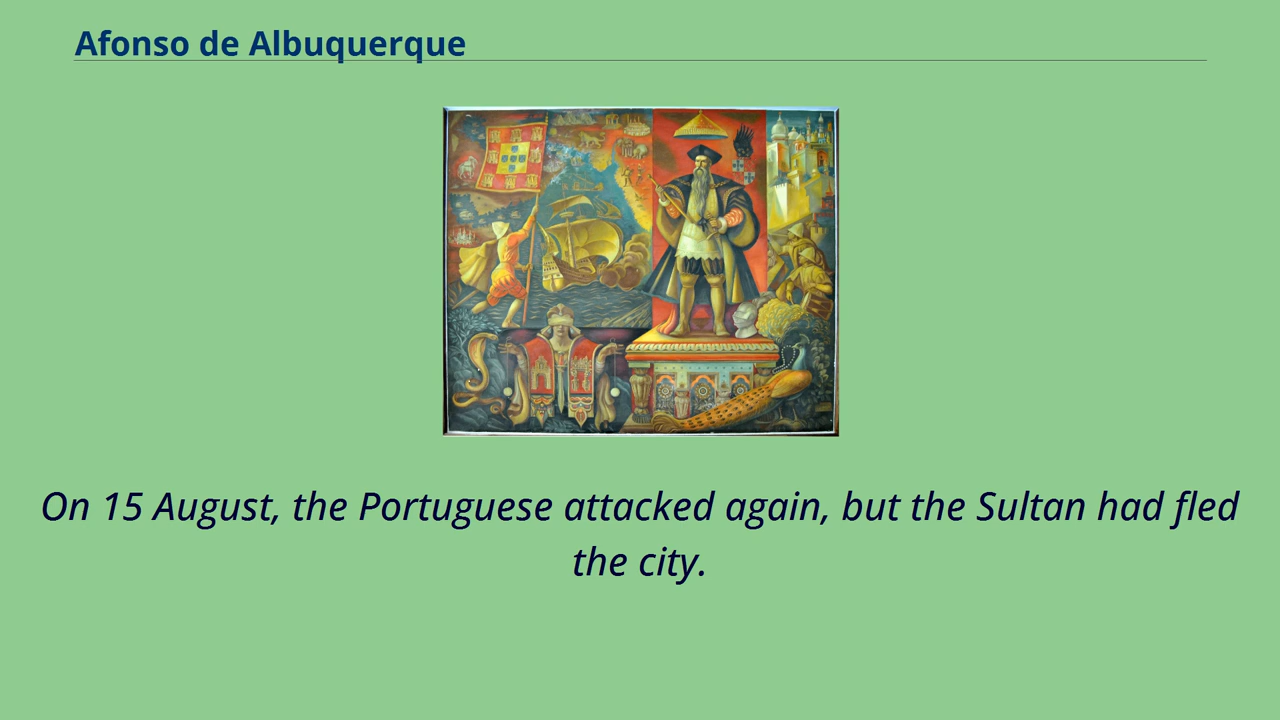 Afonso de Albuquerque
On 15 August, the Portuguese attacked again, but the Sultan had fled
the city.